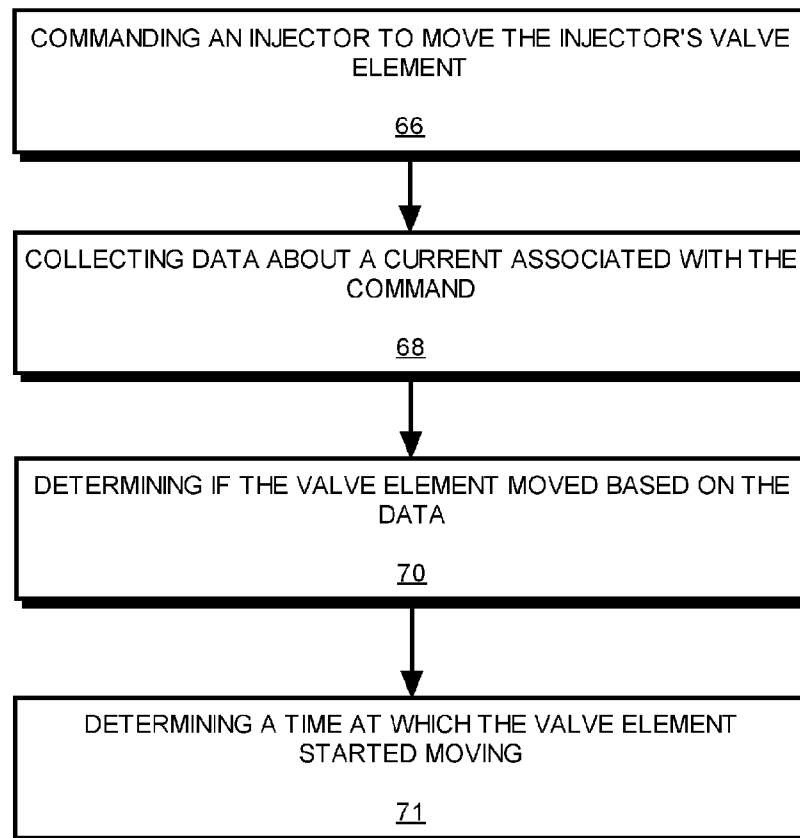 COMMANDING AN INJECTOR TO MOVE THE INJECTOR'S VALVE
ELEMENT
66
COLLECTING DATA ABOUT A CURRENT ASSOCIATED WITH THE
COMMAND
68
DETERMINING IF THE VALVE ELEMENT MOVED BASED ON THE
DATA
70
DETERMINING A TIME AT WHICH THE VALVE ELEMENT
STARTED MOVING
71